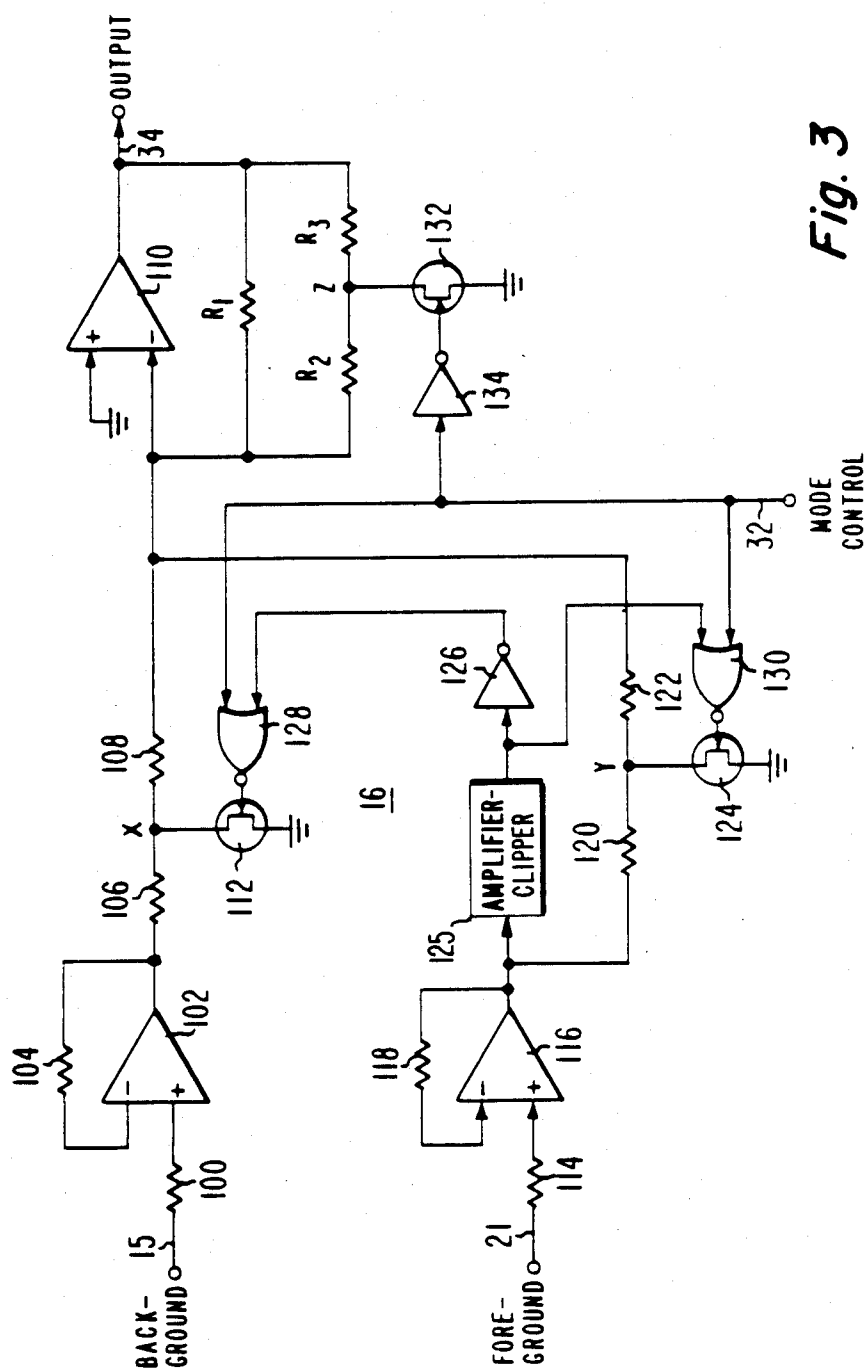 BACK-
GROUND
15
100
104
-
+
102
106
X
108
112
128
+
-
110
34
OUTPUT
R1
R2
Z
R3
132
134
16
FORE-
GROUND
21
114
118
-
+
116
125
AMPLIFIER-
CLIPPER
126
120
Y
122
124
130
32
MODE
CONTROL
Fig. 3